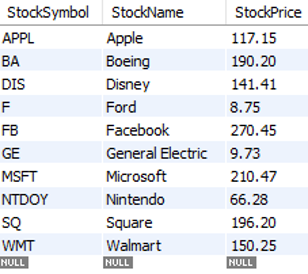 StockSymbol StockName StockPrice
APPL Apple 117.15
BA Boeing 190.20
DIS Disney 141.41
F Ford 8.75
FB Facebook 270.45
GE General Electric 9.73
MSFT Microsoft 210.47
NTDOY Nintendo 66.28
SQ Square 196.20
WMT Walmart 150.25
NULL NULL NULL